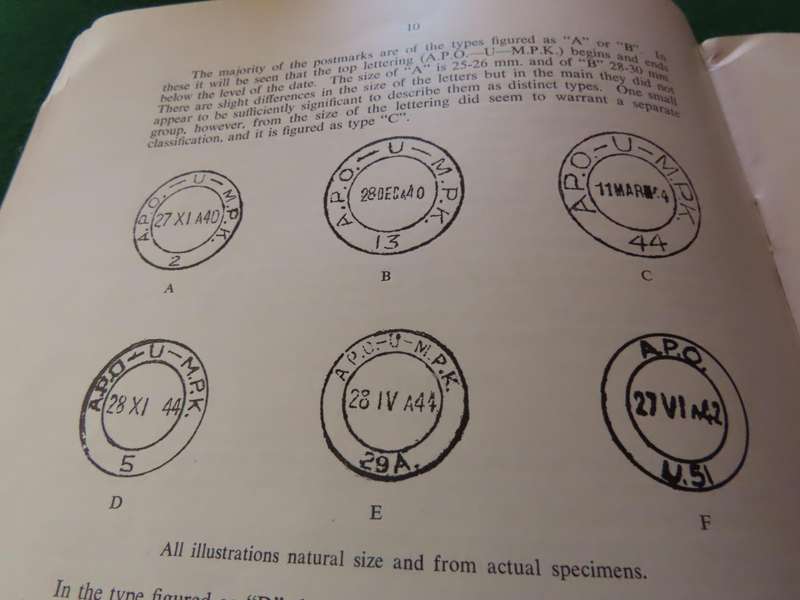 10
The majority of the postmarks are of the types figured as "A" or "B". In
these it will be seen that the top lettering (A.P.O.—U—M.P.K.) begins and ends
below the level of the date. The size of "A" is 25-26 mm. and of "B" 28-30 mm.
There are slight differences in the size of the letters but in the main they did not
appear to be sufficiently significant to describe them as distinct types. One small
group, however, from the size of the lettering did seem to warrant a separate
classification, and it is figured as type "C".
A.P.O.—U—M.P.K.
27 XI A40
2
A
A.P.O.—U—M.P.K.
28DEC A40
13
B
A.P.O.—U—M.P.K.
11MAR 4
44
C
A.P.O—U—M.P.K.
28 XI 44
5
D
A.P.O.-U-M.P.K.
28 IV A44
29A.
E
A.P.O.
27 VI A42
U.51
F
All illustrations natural size and from actual specimens.
In the type figured as "D"